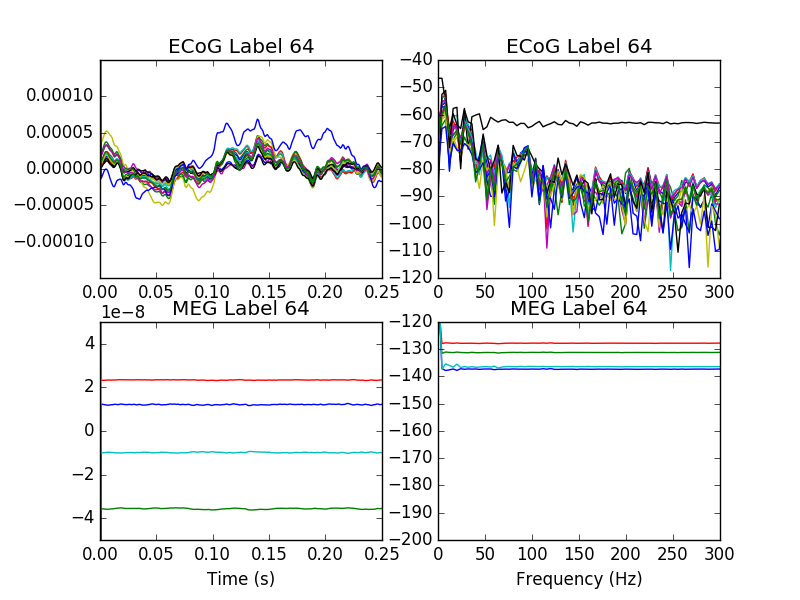 ECoG Label 64
ECoG Label 64
0.00010
0.00005
0.00000
−0.00005
−0.00010
0.00 0.05 0.10 0.15 0.20 0.25
−40
−50
−60
−70
−80
−90
−100
−110
−120
0 50 100 150 200 250 300
1e−8
MEG Label 64
MEG Label 64
4
2
0
−2
−4
0.00 0.05 0.10 0.15 0.20 0.25
Time (s)
−120
−130
−140
−150
−160
−170
−180
−190
−200
0 50 100 150 200 250 300
Frequency (Hz)